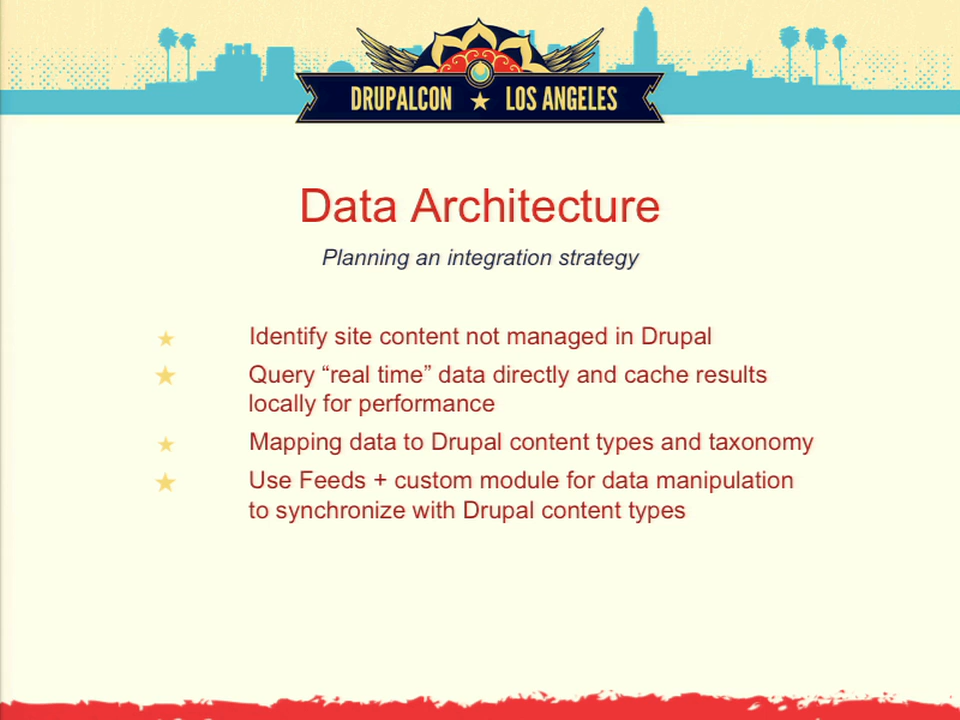 DRUPALCON ★ LOS ANGELES
Data Architecture
Planning an integration strategy
Identify site content not managed in Drupal
Query “real time” data directly and cache results
locally for performance
Mapping data to Drupal content types and taxonomy
Use Feeds + custom module for data manipulation
to synchronize with Drupal content types